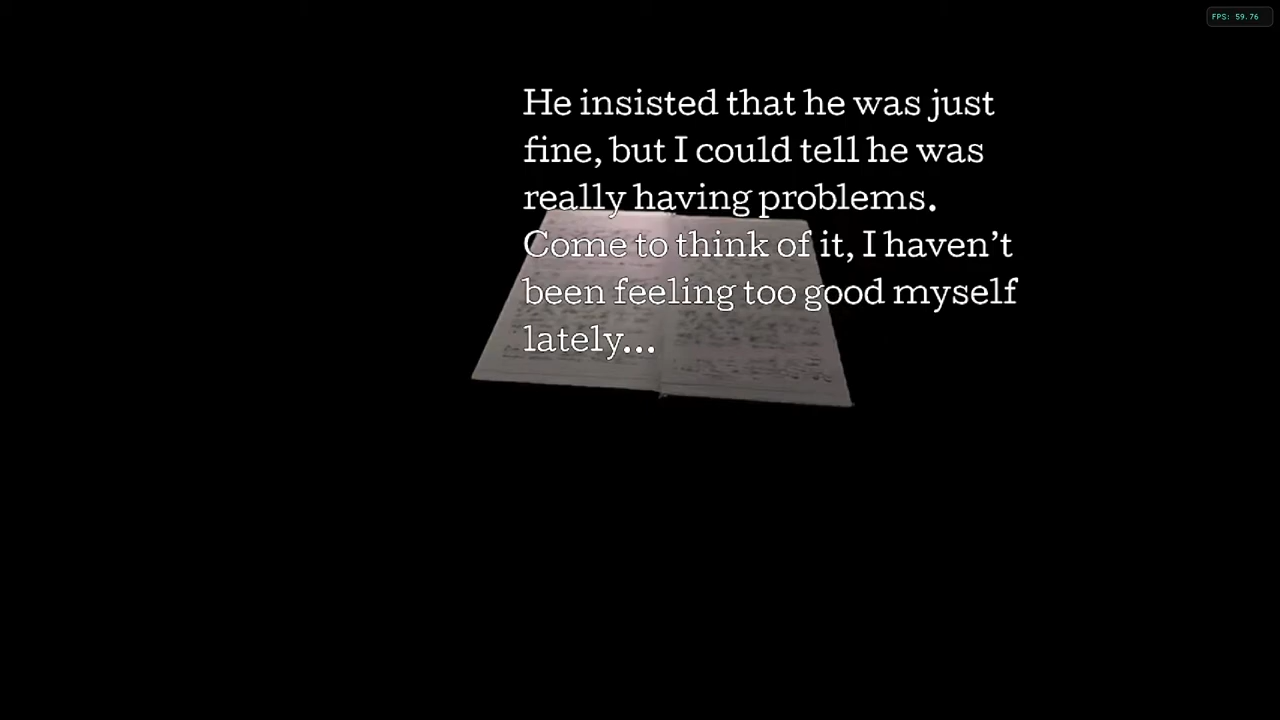 FPS: 59.76
He insisted that he was just
fine, but I could tell he was
really having problems.
Come to think of it, I haven’t
been feeling too good myself
lately...